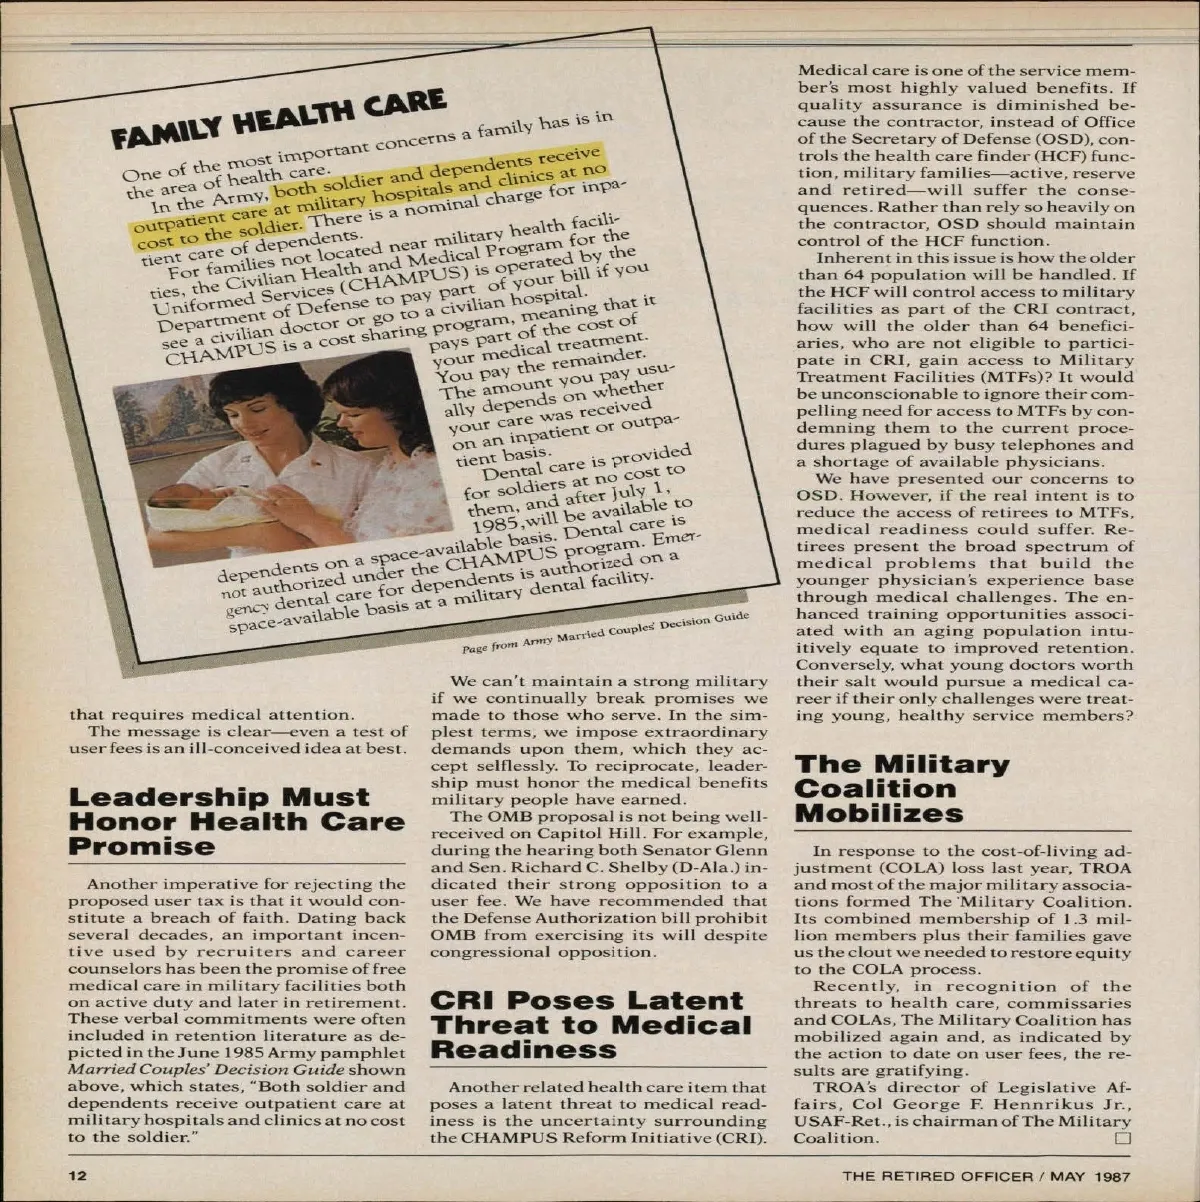 FAMILY HEALTH CARE
One of the most important concerns a family has is in
the area of health care.
In the Army, both soldier and dependents receive
outpatient care at military hospitals and clinics at no
cost to the soldier. There is a nominal charge for inpa-
tient care of dependents.
For families not located near military health facili-
ties, the Civilian Health and Medical Program for the
Uniformed Services (CHAMPUS) is operated by the
Department of Defense to pay part of your bill if you
see a civilian doctor or go to a civilian hospital.
CHAMPUS is a cost sharing program, meaning that it
pays part of the cost of
your medical treatment.
You pay the remainder.
The amount you pay usu-
ally depends on whether
your care was received
on an inpatient or outpa-
tient basis.
Dental care is provided
for soldiers at no cost to
them, and after July 1,
1985,will be available to
dependents on a space-available basis. Dental care is
not authorized under the CHAMPUS program. Emer-
gency dental care for dependents is authorized on a
space-available basis at a military dental facility.
Page from Army Married Couples' Decision Guide
that requires medical attention.
The message is clear—even a test of
user fees is an ill-conceived idea at best.
Leadership Must
Honor Health Care
Promise
Another imperative for rejecting the
proposed user tax is that it would con-
stitute a breach of faith. Dating back
several decades, an important incen-
tive used by recruiters and career
counselors has been the promise of free
medical care in military facilities both
on active duty and later in retirement.
These verbal commitments were often
included in retention literature as de-
picted in the June 1985 Army pamphlet
Married Couples' Decision Guide shown
above, which states, "Both soldier and
dependents receive outpatient care at
military hospitals and clinics at no cost
to the soldier."
We can't maintain a strong military
if we continually break promises we
made to those who serve. In the sim-
plest terms, we impose extraordinary
demands upon them, which they ac-
cept selflessly. To reciprocate, leader-
ship must honor the medical benefits
military people have earned.
The OMB proposal is not being well-
received on Capitol Hill. For example,
during the hearing both Senator Glenn
and Sen. Richard C. Shelby (D-Ala.) in-
dicated their strong opposition to a
user fee. We have recommended that
the Defense Authorization bill prohibit
OMB from exercising its will despite
congressional opposition.
CRI Poses Latent
Threat to Medical
Readiness
Another related health care item that
poses a latent threat to medical read-
iness is the uncertainty surrounding
the CHAMPUS Reform Initiative (CRI).
Medical care is one of the service mem-
ber's most highly valued benefits. If
quality assurance is diminished be-
cause the contractor, instead of Office
of the Secretary of Defense (OSD), con-
trols the health care finder (HCF) func-
tion, military families—active, reserve
and retired—will suffer the conse-
quences. Rather than rely so heavily on
the contractor, OSD should maintain
control of the HCF function.
Inherent in this issue is how the older
than 64 population will be handled. If
the HCF will control access to military
facilities as part of the CRI contract,
how will the older than 64 benefici-
aries, who are not eligible to partici-
pate in CRI, gain access to Military
Treatment Facilities (MTFs)? It would
be unconscionable to ignore their com-
pelling need for access to MTFs by con-
demning them to the current proce-
dures plagued by busy telephones and
a shortage of available physicians.
We have presented our concerns to
OSD. However, if the real intent is to
reduce the access of retirees to MTFs,
medical readiness could suffer. Re-
tirees present the broad spectrum of
medical problems that build the
younger physician's experience base
through medical challenges. The en-
hanced training opportunities associ-
ated with an aging population intu-
itively equate to improved retention.
Conversely, what young doctors worth
their salt would pursue a medical ca-
reer if their only challenges were treat-
ing young, healthy service members?
The Military
Coalition
Mobilizes
In response to the cost-of-living ad-
justment (COLA) loss last year, TROA
and most of the major military associa-
tions formed The Military Coalition.
Its combined membership of 1.3 mil-
lion members plus their families gave
us the clout we needed to restore equity
to the COLA process.
Recently, in recognition of the
threats to health care, commissaries
and COLAs, The Military Coalition has
mobilized again and, as indicated by
the action to date on user fees, the re-
sults are gratifying.
TROA's director of Legislative Af-
fairs, Col George F. Hennrikus Jr.,
USAF-Ret., is chairman of The Military
Coalition. □
12
THE RETIRED OFFICER / MAY 1987